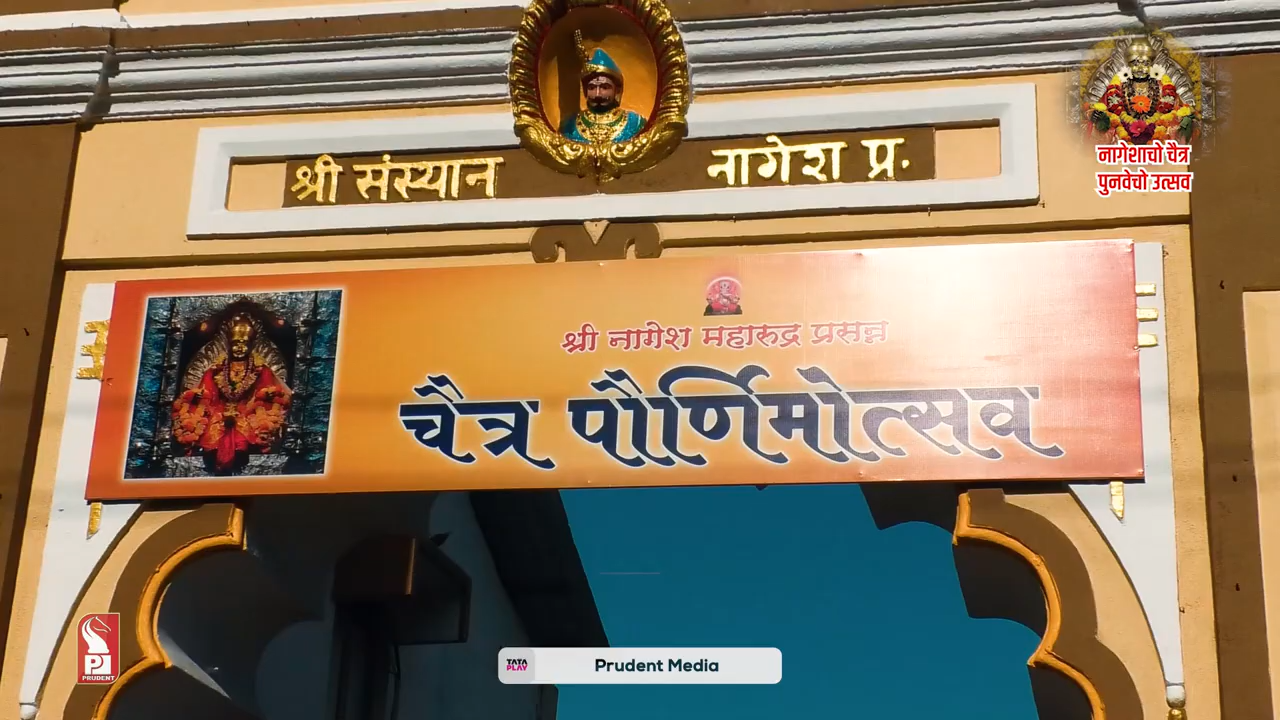 श्री संस्थान नागेश प्र.
नागेशाचो चैत्र
पुनवेचो उत्सव
श्री नागेश महारुद्र प्रसन्न
चैत्र पौर्णिमोत्सव
PRUDENT
TATA
PLAY
Prudent Media